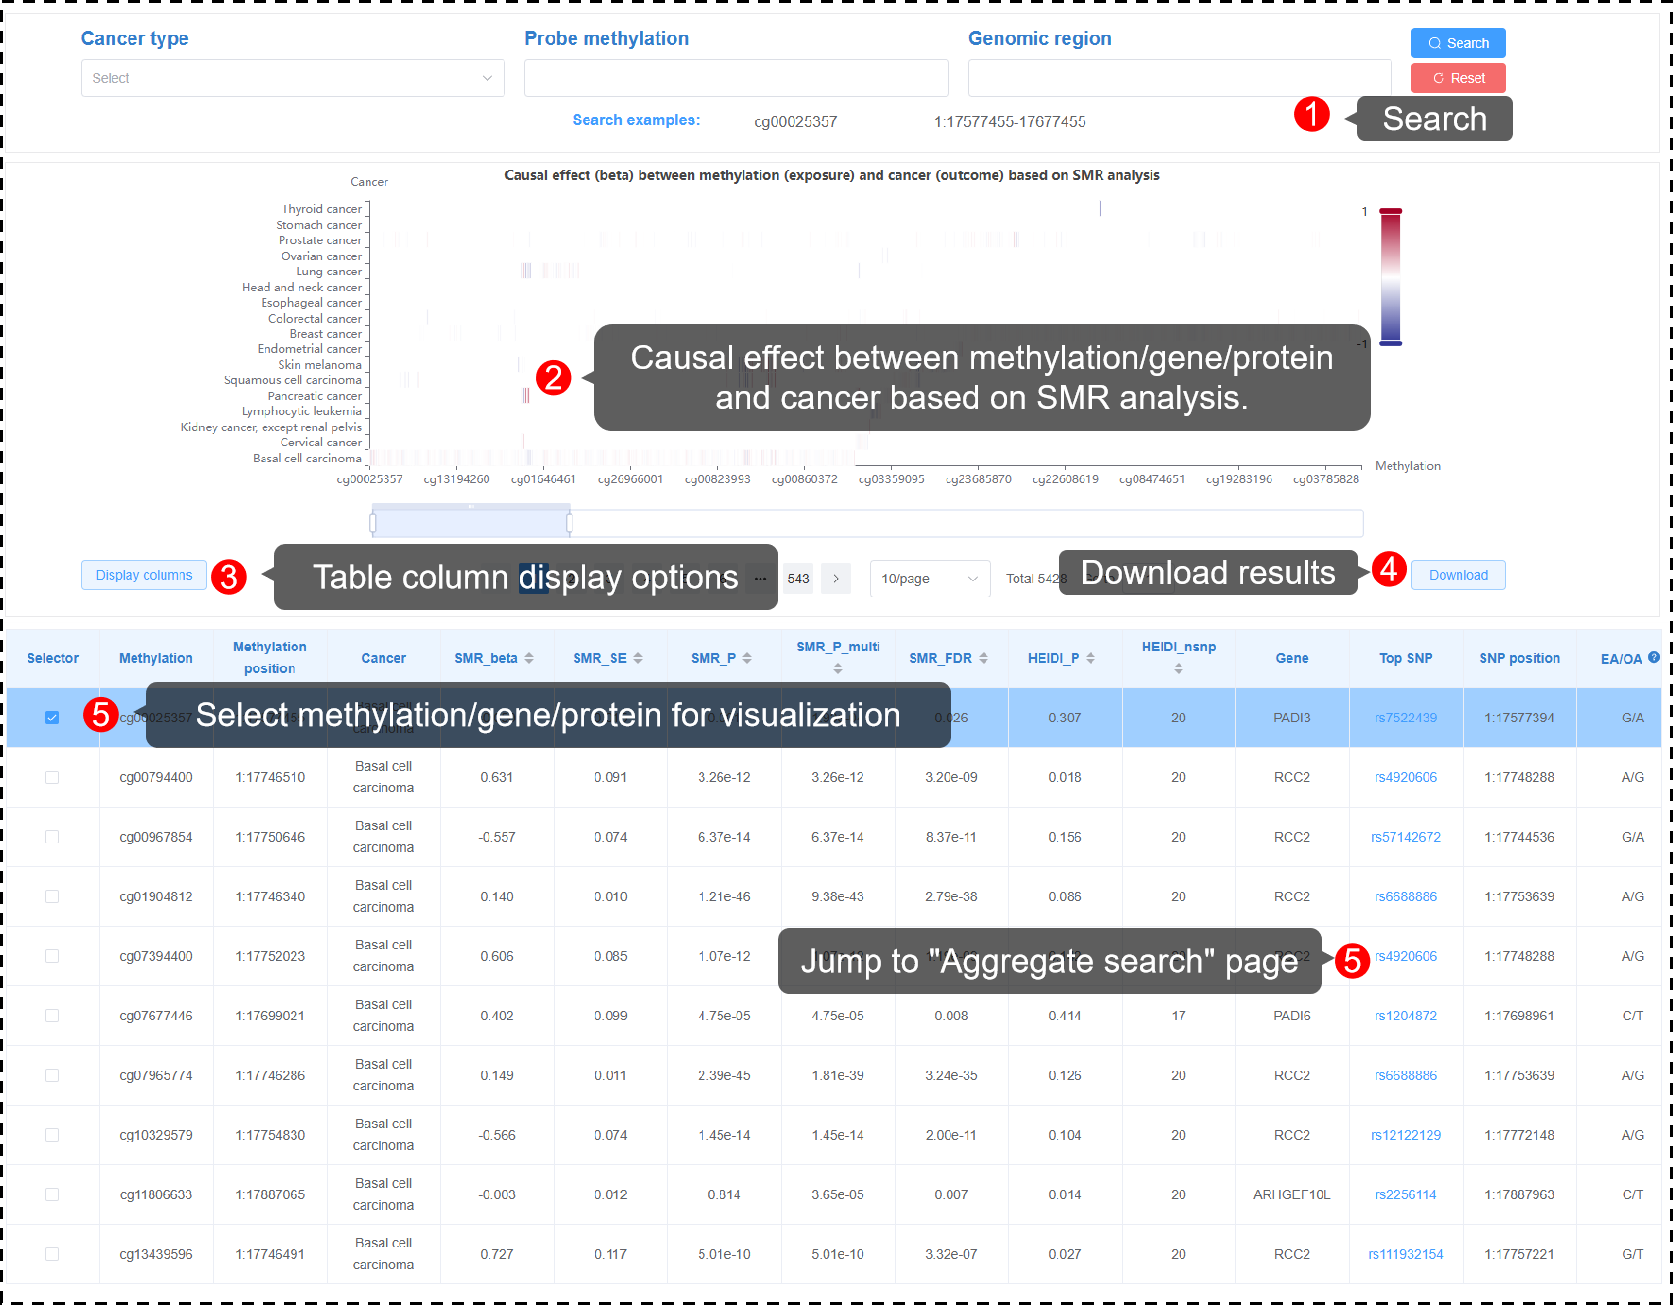 Cancer type Probe methylation Genomic region
Select
Search
Reset
Search examples: cg00025357 1:17577455-17677455
1 Search
Causal effect (beta) between methylation (exposure) and cancer (outcome) based on SMR analysis
Cancer
Thyroid cancer
Stomach cancer
Prostate cancer
Ovarian cancer
Lung cancer
Head and neck cancer
Esophageal cancer
Colorectal cancer
Breast cancer
Endometrial cancer
Skin melanoma
Squamous cell carcinoma
Pancreatic cancer
Lymphocytic leukemia
Kidney cancer, except renal pelvis
Cervical cancer
Basal cell carcinoma
1
-1
2 Causal effect between methylation/gene/protein
and cancer based on SMR analysis.
Methylation
cg00025357 cg13194260 cg01646461 cg26966001 cg00823993 cg00860372 cg03359095 cg23685870 cg22608619 cg08474651 cg19283196 cg03785828
Display columns 3 Table column display options ... 543 > 10/page Total 5428 Download results 4 Download
Selector Methylation Methylation position Cancer SMR_beta SMR_SE SMR_P SMR_P_multi SMR_FDR HEIDI_P HEIDI_nsnp Gene Top SNP SNP position EA/OA ?
5 Select methylation/gene/protein for visualization
cg00025357 0.026 0.307 20 PADI3 rs7522439 1:17577394 G/A
cg00794400 1:17746510 Basal cell carcinoma 0.631 0.091 3.26e-12 3.26e-12 3.20e-09 0.018 20 RCC2 rs4920606 1:17748288 A/G
cg00967854 1:17750646 Basal cell carcinoma -0.557 0.074 6.37e-14 6.37e-14 8.37e-11 0.156 20 RCC2 rs57142672 1:17744536 G/A
cg01904812 1:17746340 Basal cell carcinoma 0.140 0.010 1.21e-46 9.38e-43 2.79e-38 0.086 20 RCC2 rs6688886 1:17753639 A/G
cg07394400 1:17752023 Basal cell carcinoma 0.606 0.085 1.07e-12 rs4920606 1:17748288 A/G
Jump to "Aggregate search" page 5
cg07677446 1:17699021 Basal cell carcinoma 0.402 0.099 4.75e-05 4.75e-05 0.008 0.414 17 PADI6 rs1204872 1:17698961 C/T
cg07965774 1:17746286 Basal cell carcinoma 0.149 0.011 2.39e-45 1.81e-39 3.24e-35 0.126 20 RCC2 rs6688886 1:17753639 A/G
cg10329579 1:17754830 Basal cell carcinoma -0.566 0.074 1.45e-14 1.45e-14 2.00e-11 0.104 20 RCC2 rs12122129 1:17772148 A/G
cg11806633 1:17887065 Basal cell carcinoma -0.003 0.012 0.814 3.65e-05 0.007 0.014 20 ARHGEF10L rs2256114 1:17887963 C/T
cg13439596 1:17746491 Basal cell carcinoma 0.727 0.117 5.01e-10 5.01e-10 3.32e-07 0.027 20 RCC2 rs111932154 1:17757221 G/T